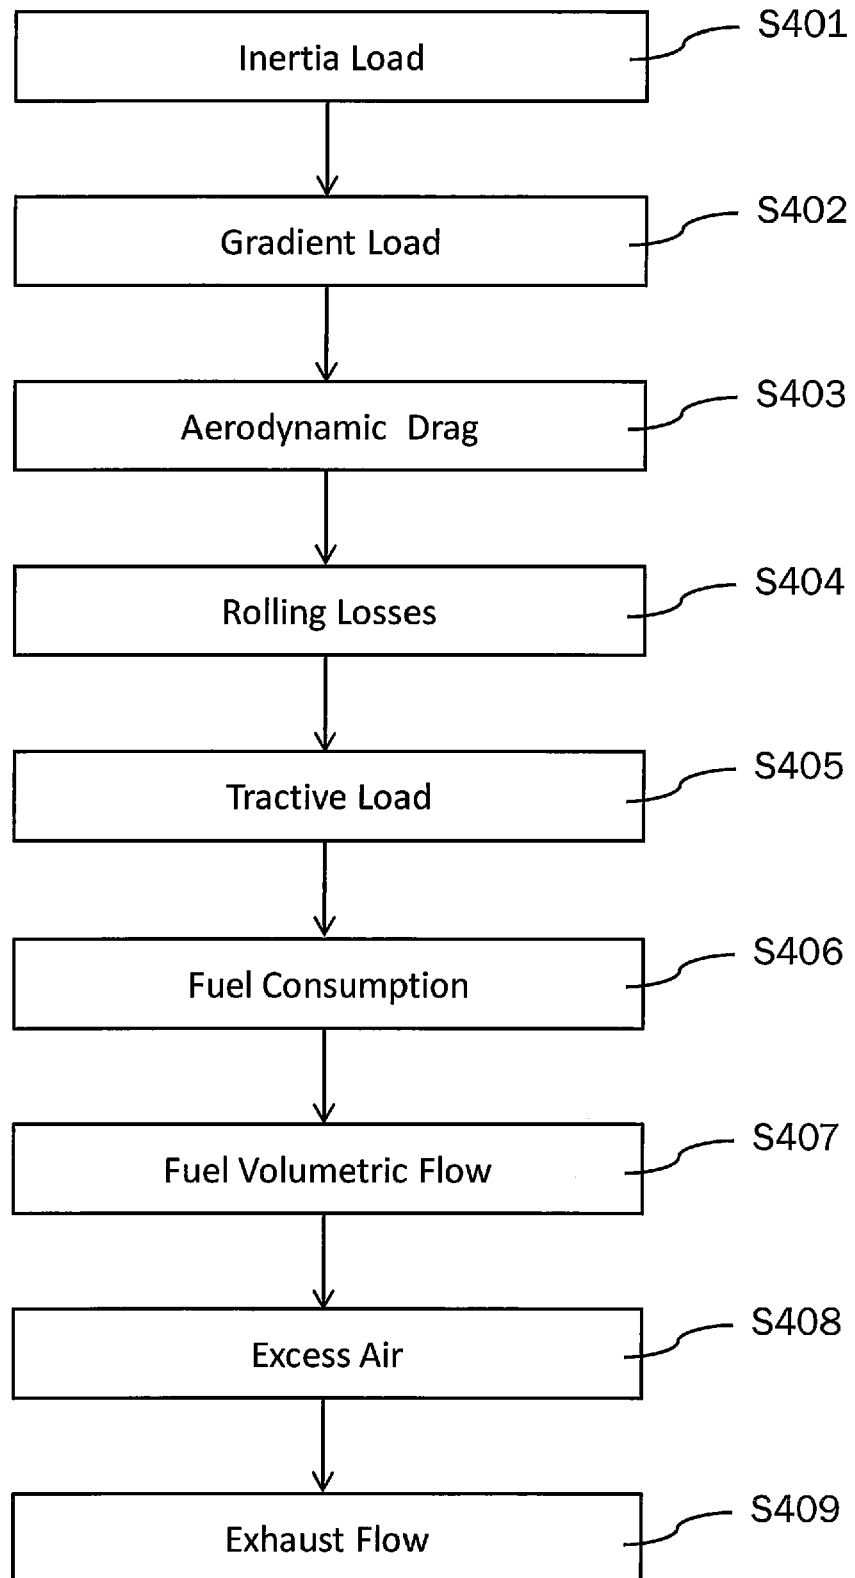 Inertia Load S401
Gradient Load S402
Aerodynamic Drag S403
Rolling Losses S404
Tractive Load S405
Fuel Consumption S406
Fuel Volumetric Flow S407
Excess Air S408
Exhaust Flow S409